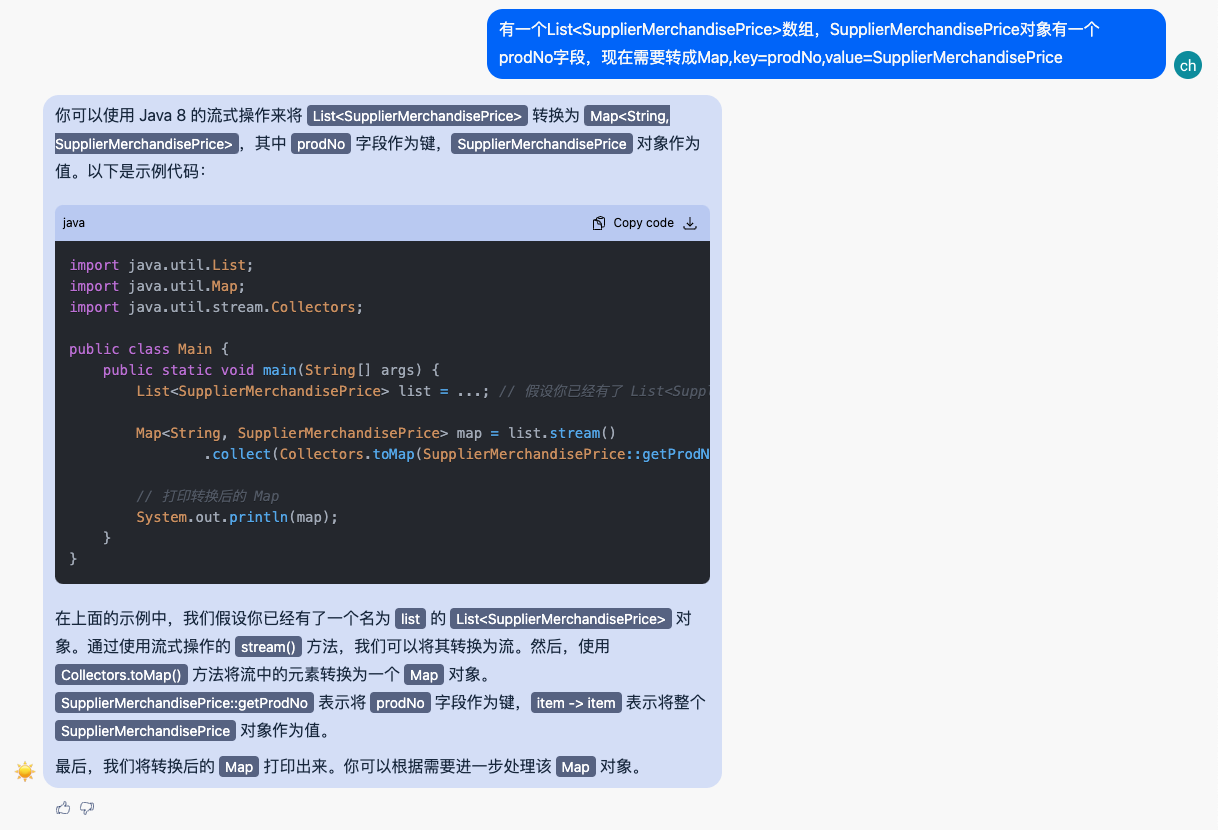 有一个List<SupplierMerchandisePrice>数组，SupplierMerchandisePrice对象有一个
prodNo字段，现在需要转成Map,key=prodNo,value=SupplierMerchandisePrice
ch
你可以使用 Java 8 的流式操作来将 List<SupplierMerchandisePrice> 转换为 Map<String,
SupplierMerchandisePrice>，其中 prodNo 字段作为键，SupplierMerchandisePrice 对象作为
值。以下是示例代码：
java Copy code
import java.util.List;
import java.util.Map;
import java.util.stream.Collectors;
public class Main {
    public static void main(String[] args) {
        List<SupplierMerchandisePrice> list = ...; // 假设你已经有了 List<Suppl
        Map<String, SupplierMerchandisePrice> map = list.stream()
                .collect(Collectors.toMap(SupplierMerchandisePrice::getProdN
        // 打印转换后的 Map
        System.out.println(map);
    }
}
在上面的示例中，我们假设你已经有了一个名为 list 的 List<SupplierMerchandisePrice> 对
象。通过使用流式操作的 stream() 方法，我们可以将其转换为流。然后，使用
Collectors.toMap() 方法将流中的元素转换为一个 Map 对象。
SupplierMerchandisePrice::getProdNo 表示将 prodNo 字段作为键，item -> item 表示将整个
SupplierMerchandisePrice 对象作为值。
最后，我们将转换后的 Map 打印出来。你可以根据需要进一步处理该 Map 对象。